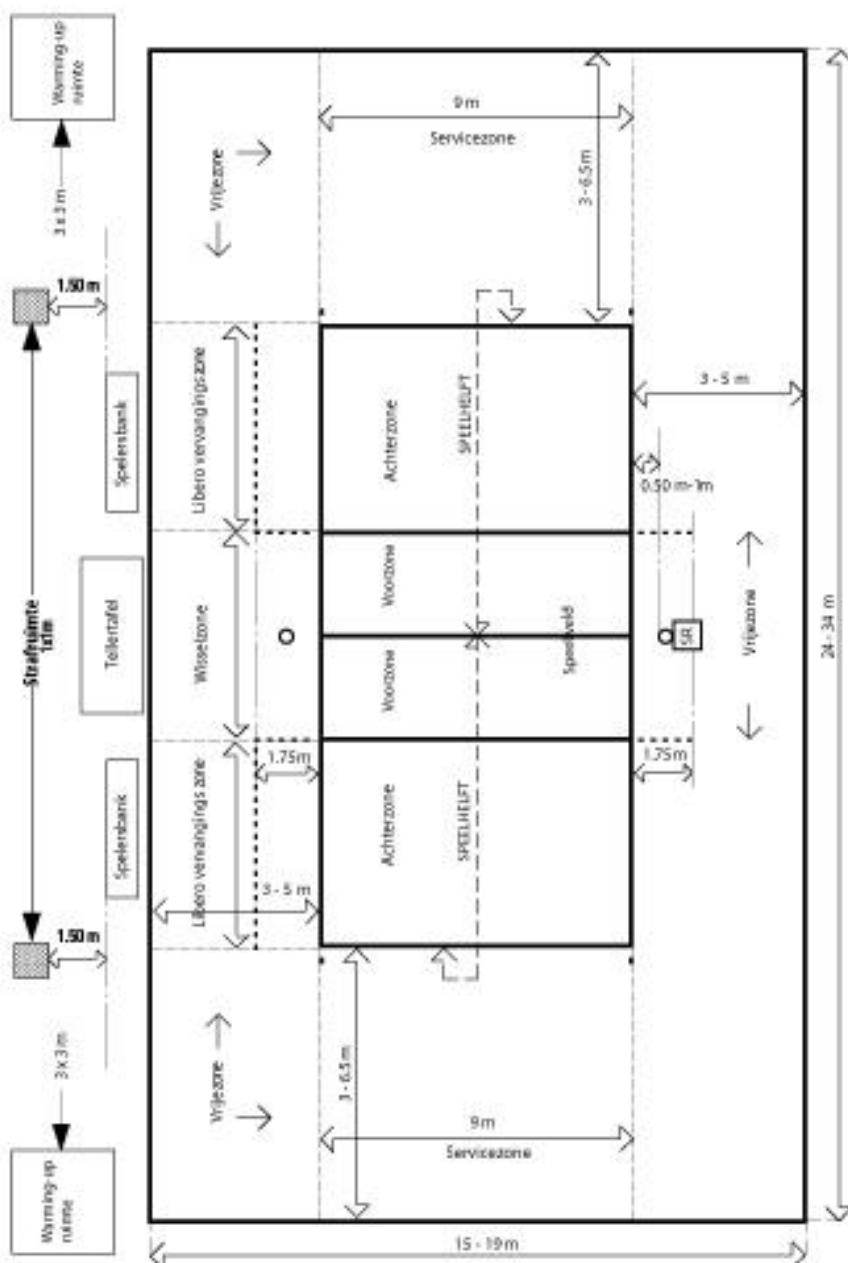 Warming-up
ruimte
3 x 3 m
1.50 m
Strafruimte
1x1m
Spelersbank
Tellertafel
Spelersbank
1.50 m
3 x 3 m
Warming-up
ruimte
Vrijezone
9 m
Servicezone
3 - 6.5 m
Libero vervangingszone
Achterzone
SPEELHELFT
3 - 5 m
0.50 m-1m
Wisselzone
Voorzone
Voorzone
Speelveld
SR
Vrijezone
24 - 34 m
1.75m
1.75m
Libero vervangings zone
Achterzone
SPEELHELFT
3 - 5 m
Vrijezone
3 - 6.5 m
9 m
Servicezone
15 - 19 m